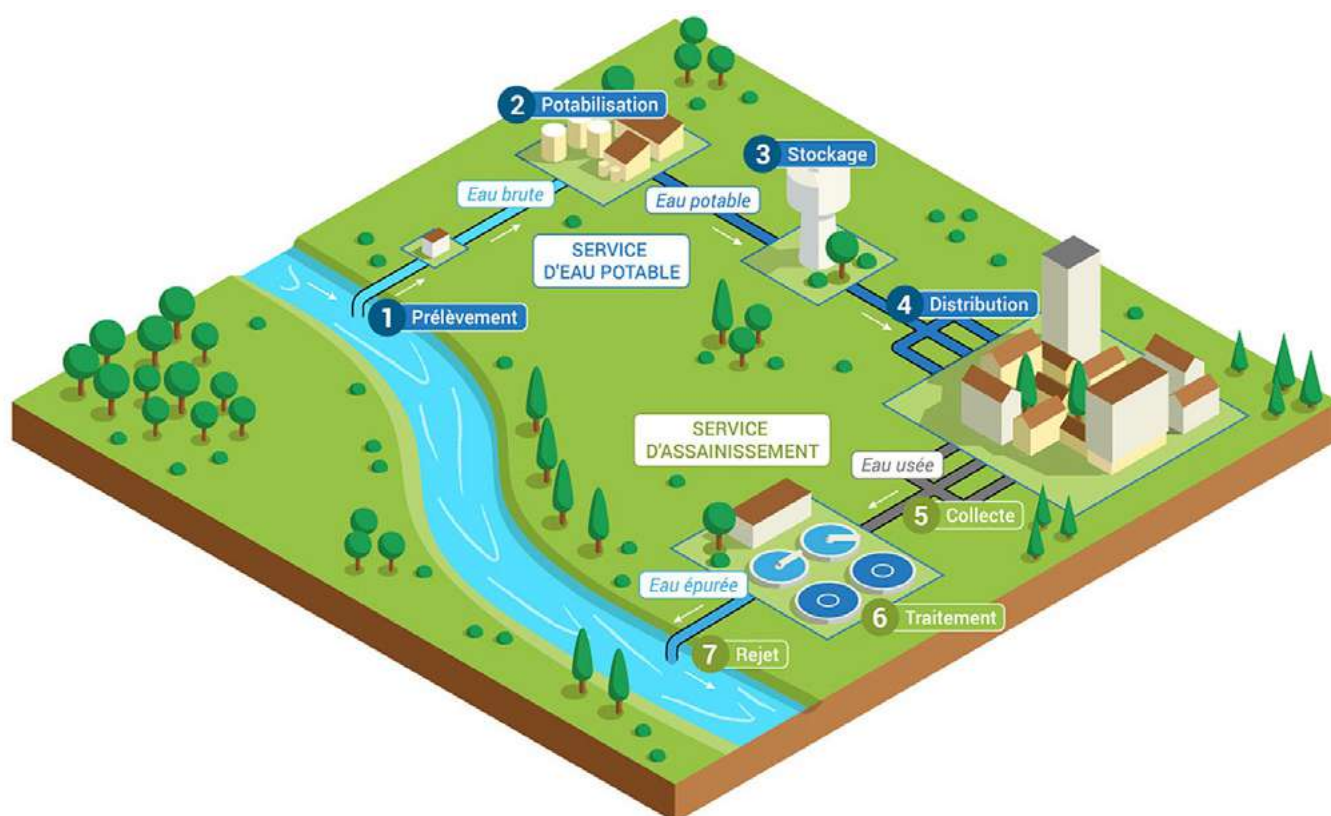 2 Potabilisation
3 Stockage
Eau brute
Eau potable
SERVICE
D'EAU POTABLE
4 Distribution
1 Prélèvement
SERVICE
D'ASSAINISSEMENT
Eau usée
5 Collecte
Eau épurée
6 Traitement
7 Rejet